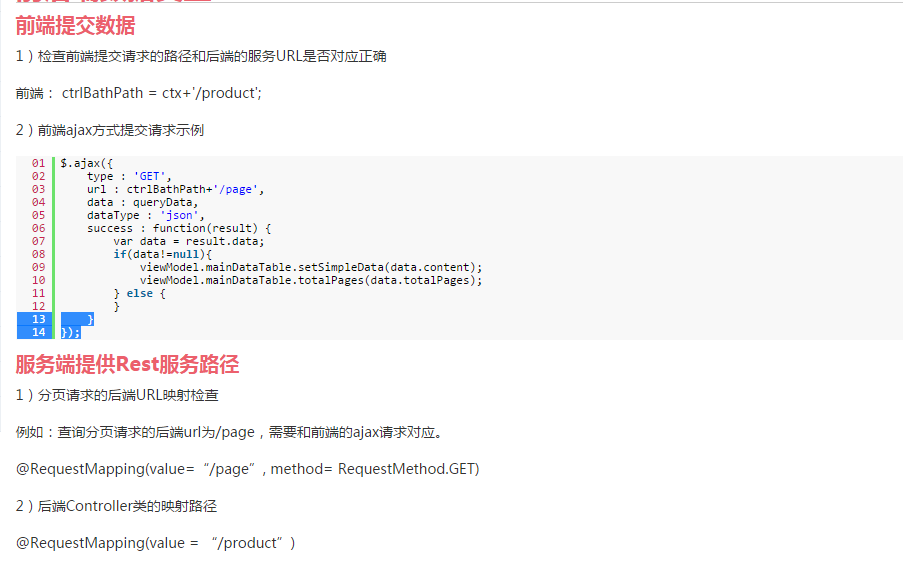 前端提交数据
1）检查前端提交请求的路径和后端的服务URL是否对应正确
前端： ctrlBathPath = ctx+'/product';
2）前端ajax方式提交请求示例
01 $.ajax({
02     type : 'GET',
03     url : ctrlBathPath+'/page',
04     data : queryData,
05     dataType : 'json',
06     success : function(result) {
07         var data = result.data;
08         if(data!=null){
09             viewModel.mainDataTable.setSimpleData(data.content);
10             viewModel.mainDataTable.totalPages(data.totalPages);
11         } else {
12         }
13     }
14 });
服务端提供Rest服务路径
1）分页请求的后端URL映射检查
例如：查询分页请求的后端url为/page，需要和前端的ajax请求对应。
@RequestMapping(value=“/page”, method= RequestMethod.GET)
2）后端Controller类的映射路径
@RequestMapping(value = “/product”)